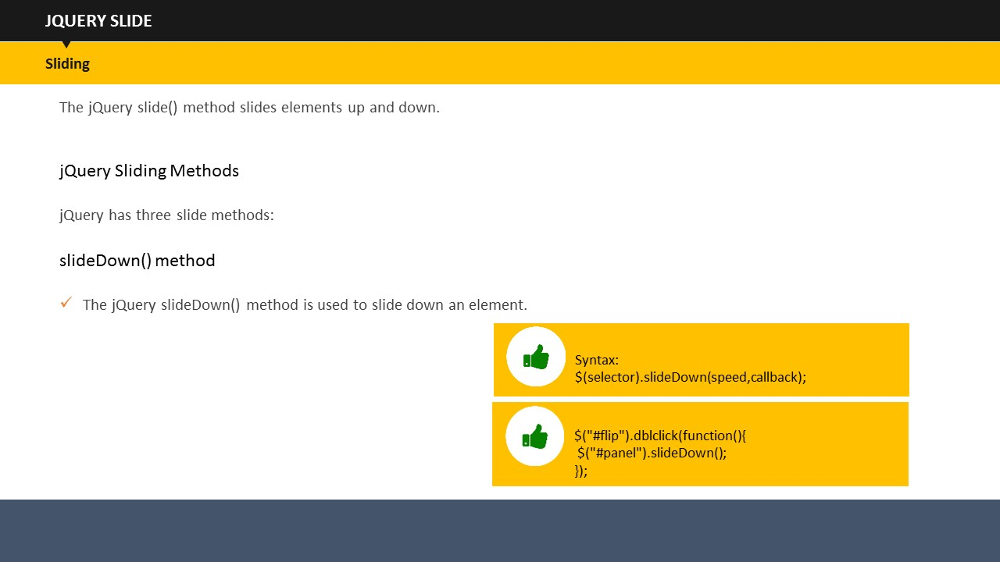 JQUERY SLIDE
Sliding
The jQuery slide() method slides elements up and down.
jQuery Sliding Methods
jQuery has three slide methods:
slideDown() method
The jQuery slideDown() method is used to slide down an element.
Syntax:
$(selector).slideDown(speed,callback);
$("#flip").dblclick(function(){
$("#panel").slideDown();
});